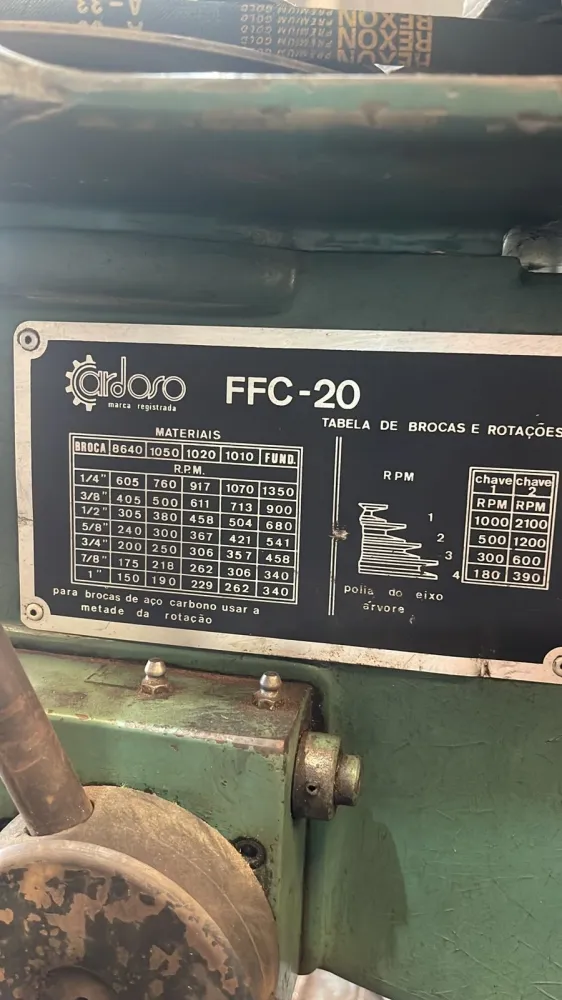 A-33
PREMIUM GOLD
REXON
Cardoso
marca registrada
FFC-20
MATERIAIS
BROCA 8640 1050 1020 1010 FUND.
R.P.M.
1/4" 605 760 917 1070 1350
3/8" 405 500 611 713 900
1/2" 305 380 458 504 680
5/8" 240 300 367 421 541
3/4" 200 250 306 357 458
7/8" 175 218 262 306 340
1" 150 190 229 262 340
para brocas de aço carbono usar a
metade da rotação
TABELA DE BROCAS E ROTAÇÕES
RPM
1
2
3
4
polia do eixo
árvore
chave chave
1 2
RPM RPM
1000 2100
500 1200
300 600
180 390